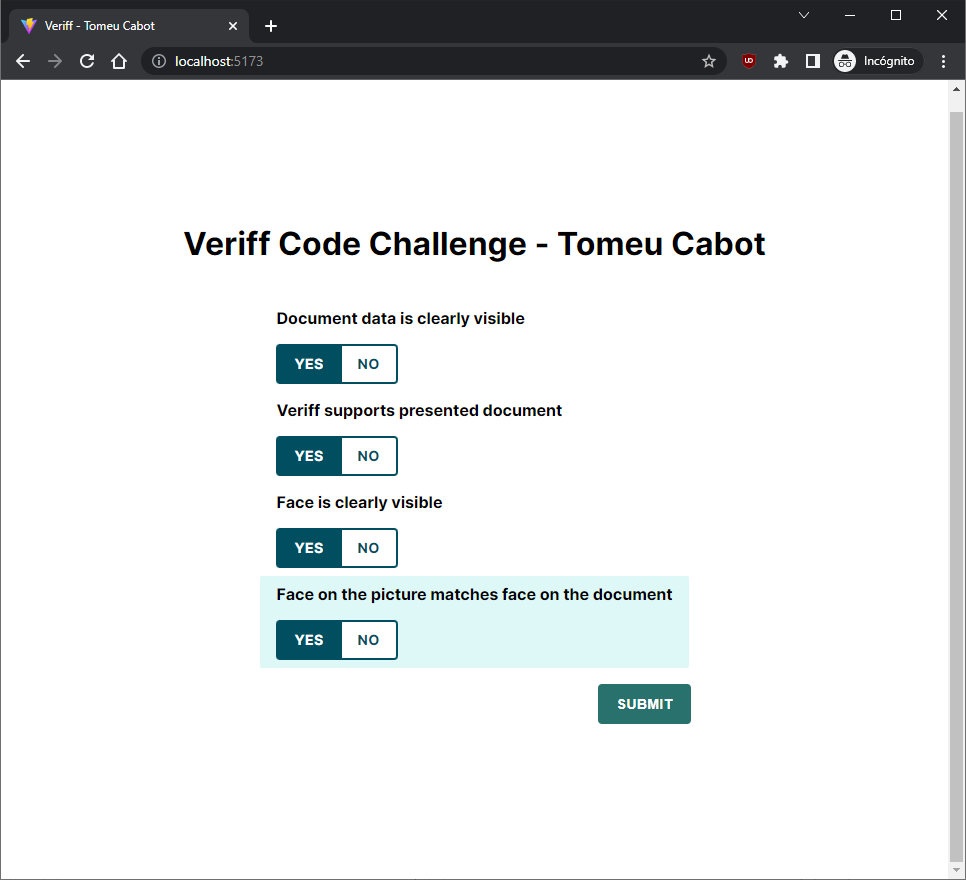 Veriff - Tomeu Cabot
localhost:5173
UD
Incógnito
Veriff Code Challenge - Tomeu Cabot
Document data is clearly visible
YES NO
Veriff supports presented document
YES NO
Face is clearly visible
YES NO
Face on the picture matches face on the document
YES NO
SUBMIT